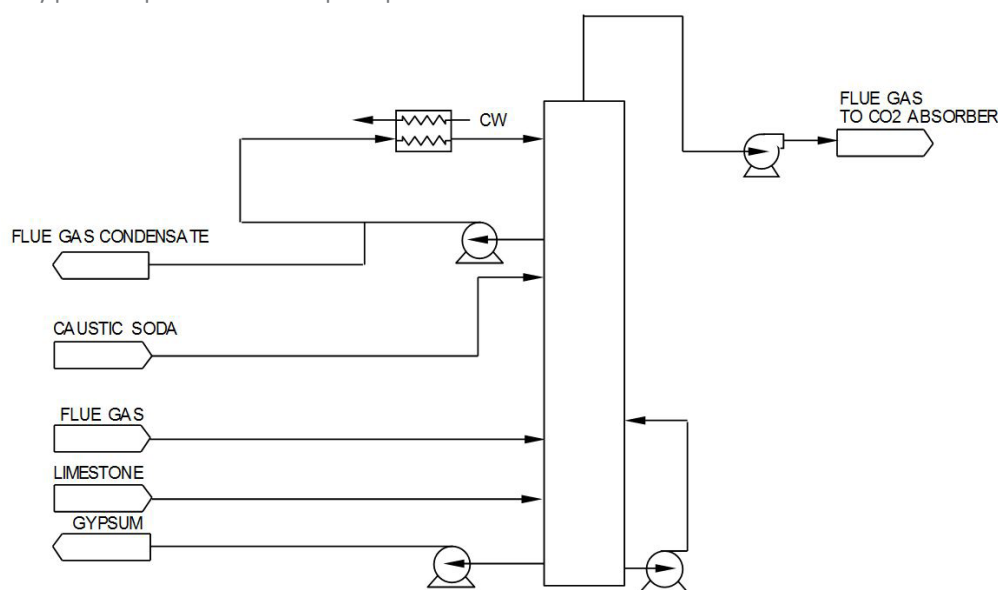 CW
FLUE GAS
TO CO2 ABSORBER
FLUE GAS CONDENSATE
CAUSTIC SODA
FLUE GAS
LIMESTONE
GYPSUM